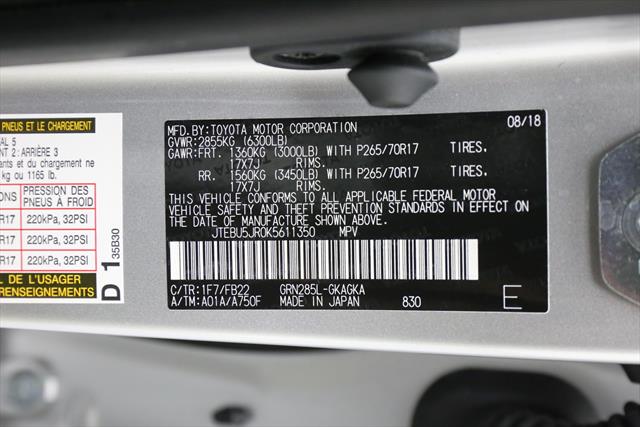 PNEUS ET LE CHARGEMENT
AL 5
NT 2: ARRIÈRE 3
ts et du chargement ne
kg ou 1165 lb.
ONS PRESSION DES PNEUS À FROID
R17 220kPa, 32PSI
R17 220kPa, 32PSI
R17 220kPa, 32PSI
L DE L'USAGER
RENSEIGNEMENTS
D 1 35B30
MFD.BY:TOYOTA MOTOR CORPORATION 08/18
GVWR:2855KG (6300LB)
GAWR:FRT. 1360KG (3000LB) WITH P265/70R17 TIRES.
17X7J RIMS.
RR. 1560KG (3450LB) WITH P265/70R17 TIRES.
17X7J RIMS.
THIS VEHICLE CONFORMS TO ALL APPLICABLE FEDERAL MOTOR
VEHICLE SAFETY AND THEFT PREVENTION STANDARDS IN EFFECT ON
THE DATE OF MANUFACTURE SHOWN ABOVE.
JTEBU5JR0K5611350 MPV
C/TR:1F7/FB22 GRN285L-GKAGKA
A/TM:A01A/A750F MADE IN JAPAN 830 E